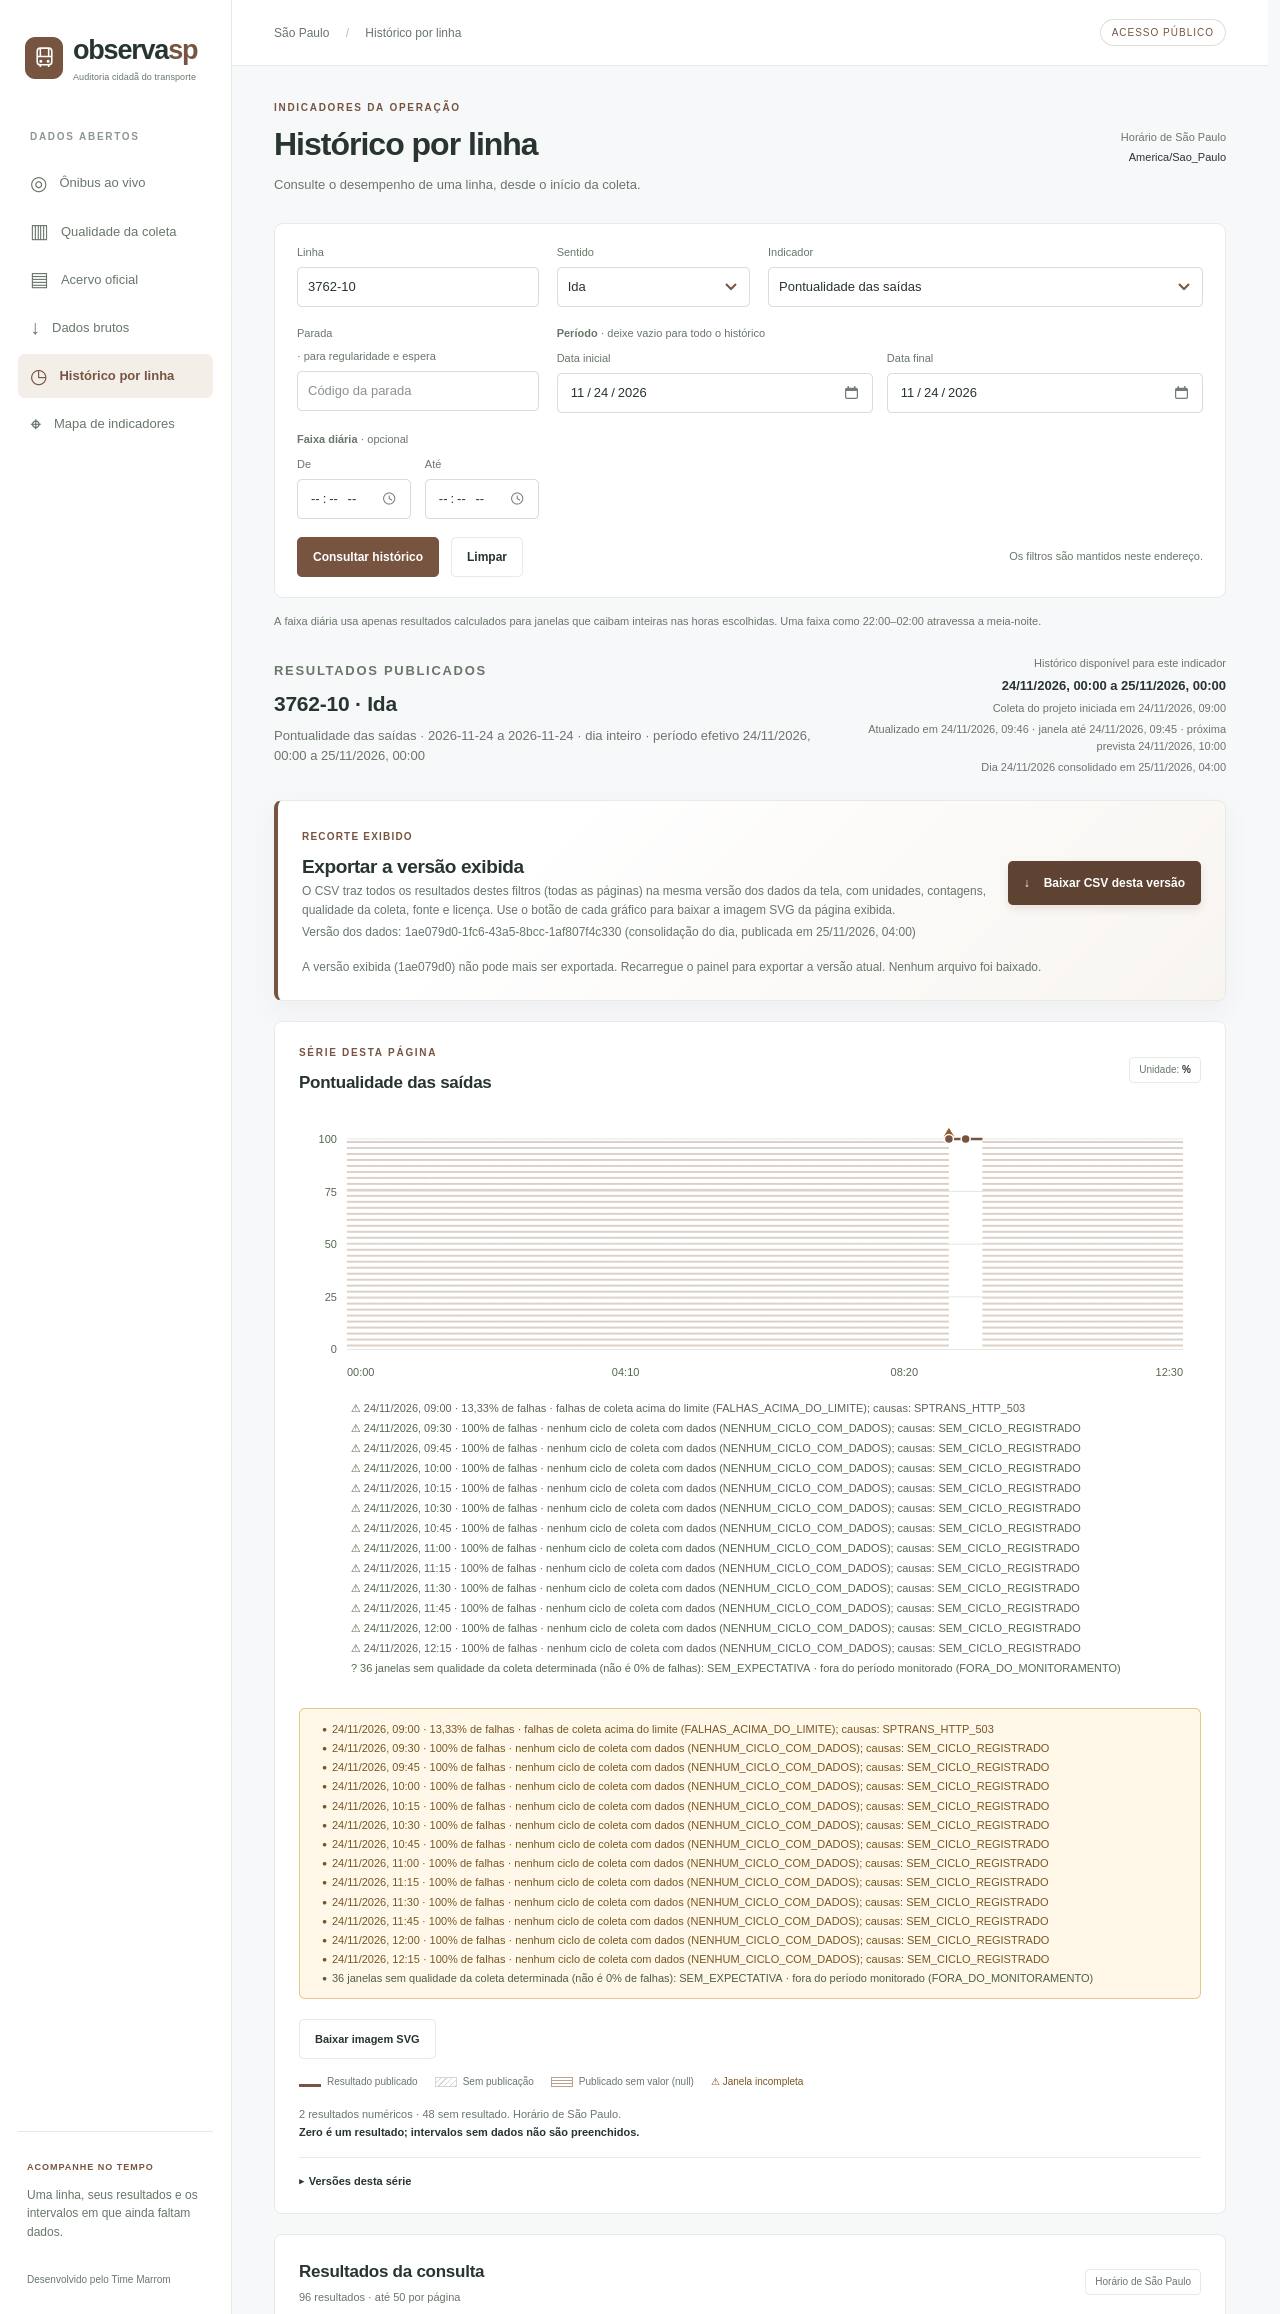 observasp
Auditoria cidadã do transporte
DADOS ABERTOS
Ônibus ao vivo
Qualidade da coleta
Acervo oficial
Dados brutos
Histórico por linha
Mapa de indicadores
São Paulo / Histórico por linha
ACESSO PÚBLICO
INDICADORES DA OPERAÇÃO
Histórico por linha
Consulte o desempenho de uma linha, desde o início da coleta.
Horário de São Paulo
America/Sao_Paulo
Linha
3762-10
Sentido
Ida
Indicador
Pontualidade das saídas
Parada
· para regularidade e espera
Código da parada
Período · deixe vazio para todo o histórico
Data inicial
11/24/2026
Data final
11/24/2026
Faixa diária · opcional
De
--:-- --
Até
--:-- --
Consultar histórico
Limpar
Os filtros são mantidos neste endereço.
A faixa diária usa apenas resultados calculados para janelas que caibam inteiras nas horas escolhidas. Uma faixa como 22:00–02:00 atravessa a meia-noite.
RESULTADOS PUBLICADOS
3762-10 · Ida
Pontualidade das saídas · 2026-11-24 a 2026-11-24 · dia inteiro · período efetivo 24/11/2026,
00:00 a 25/11/2026, 00:00
Histórico disponível para este indicador
24/11/2026, 00:00 a 25/11/2026, 00:00
Coleta do projeto iniciada em 24/11/2026, 09:00
Atualizado em 24/11/2026, 09:46 · janela até 24/11/2026, 09:45 · próxima
prevista 24/11/2026, 10:00
Dia 24/11/2026 consolidado em 25/11/2026, 04:00
RECORTE EXIBIDO
Exportar a versão exibida
O CSV traz todos os resultados destes filtros (todas as páginas) na mesma versão dos dados da tela, com unidades, contagens,
qualidade da coleta, fonte e licença. Use o botão de cada gráfico para baixar a imagem SVG da página exibida.
Versão dos dados: 1ae079d0-1fc6-43a5-8bcc-1af807f4c330 (consolidação do dia, publicada em 25/11/2026, 04:00)
↓ Baixar CSV desta versão
A versão exibida (1ae079d0) não pode mais ser exportada. Recarregue o painel para exportar a versão atual. Nenhum arquivo foi baixado.
SÉRIE DESTA PÁGINA
Pontualidade das saídas
Unidade: %
100
75
50
25
0
00:00
04:10
08:20
12:30
⚠ 24/11/2026, 09:00 · 13,33% de falhas · falhas de coleta acima do limite (FALHAS_ACIMA_DO_LIMITE); causas: SPTRANS_HTTP_503
⚠ 24/11/2026, 09:30 · 100% de falhas · nenhum ciclo de coleta com dados (NENHUM_CICLO_COM_DADOS); causas: SEM_CICLO_REGISTRADO
⚠ 24/11/2026, 09:45 · 100% de falhas · nenhum ciclo de coleta com dados (NENHUM_CICLO_COM_DADOS); causas: SEM_CICLO_REGISTRADO
⚠ 24/11/2026, 10:00 · 100% de falhas · nenhum ciclo de coleta com dados (NENHUM_CICLO_COM_DADOS); causas: SEM_CICLO_REGISTRADO
⚠ 24/11/2026, 10:15 · 100% de falhas · nenhum ciclo de coleta com dados (NENHUM_CICLO_COM_DADOS); causas: SEM_CICLO_REGISTRADO
⚠ 24/11/2026, 10:30 · 100% de falhas · nenhum ciclo de coleta com dados (NENHUM_CICLO_COM_DADOS); causas: SEM_CICLO_REGISTRADO
⚠ 24/11/2026, 10:45 · 100% de falhas · nenhum ciclo de coleta com dados (NENHUM_CICLO_COM_DADOS); causas: SEM_CICLO_REGISTRADO
⚠ 24/11/2026, 11:00 · 100% de falhas · nenhum ciclo de coleta com dados (NENHUM_CICLO_COM_DADOS); causas: SEM_CICLO_REGISTRADO
⚠ 24/11/2026, 11:15 · 100% de falhas · nenhum ciclo de coleta com dados (NENHUM_CICLO_COM_DADOS); causas: SEM_CICLO_REGISTRADO
⚠ 24/11/2026, 11:30 · 100% de falhas · nenhum ciclo de coleta com dados (NENHUM_CICLO_COM_DADOS); causas: SEM_CICLO_REGISTRADO
⚠ 24/11/2026, 11:45 · 100% de falhas · nenhum ciclo de coleta com dados (NENHUM_CICLO_COM_DADOS); causas: SEM_CICLO_REGISTRADO
⚠ 24/11/2026, 12:00 · 100% de falhas · nenhum ciclo de coleta com dados (NENHUM_CICLO_COM_DADOS); causas: SEM_CICLO_REGISTRADO
⚠ 24/11/2026, 12:15 · 100% de falhas · nenhum ciclo de coleta com dados (NENHUM_CICLO_COM_DADOS); causas: SEM_CICLO_REGISTRADO
? 36 janelas sem qualidade da coleta determinada (não é 0% de falhas): SEM_EXPECTATIVA · fora do período monitorado (FORA_DO_MONITORAMENTO)
• 24/11/2026, 09:00 · 13,33% de falhas · falhas de coleta acima do limite (FALHAS_ACIMA_DO_LIMITE); causas: SPTRANS_HTTP_503
• 24/11/2026, 09:30 · 100% de falhas · nenhum ciclo de coleta com dados (NENHUM_CICLO_COM_DADOS); causas: SEM_CICLO_REGISTRADO
• 24/11/2026, 09:45 · 100% de falhas · nenhum ciclo de coleta com dados (NENHUM_CICLO_COM_DADOS); causas: SEM_CICLO_REGISTRADO
• 24/11/2026, 10:00 · 100% de falhas · nenhum ciclo de coleta com dados (NENHUM_CICLO_COM_DADOS); causas: SEM_CICLO_REGISTRADO
• 24/11/2026, 10:15 · 100% de falhas · nenhum ciclo de coleta com dados (NENHUM_CICLO_COM_DADOS); causas: SEM_CICLO_REGISTRADO
• 24/11/2026, 10:30 · 100% de falhas · nenhum ciclo de coleta com dados (NENHUM_CICLO_COM_DADOS); causas: SEM_CICLO_REGISTRADO
• 24/11/2026, 10:45 · 100% de falhas · nenhum ciclo de coleta com dados (NENHUM_CICLO_COM_DADOS); causas: SEM_CICLO_REGISTRADO
• 24/11/2026, 11:00 · 100% de falhas · nenhum ciclo de coleta com dados (NENHUM_CICLO_COM_DADOS); causas: SEM_CICLO_REGISTRADO
• 24/11/2026, 11:15 · 100% de falhas · nenhum ciclo de coleta com dados (NENHUM_CICLO_COM_DADOS); causas: SEM_CICLO_REGISTRADO
• 24/11/2026, 11:30 · 100% de falhas · nenhum ciclo de coleta com dados (NENHUM_CICLO_COM_DADOS); causas: SEM_CICLO_REGISTRADO
• 24/11/2026, 11:45 · 100% de falhas · nenhum ciclo de coleta com dados (NENHUM_CICLO_COM_DADOS); causas: SEM_CICLO_REGISTRADO
• 24/11/2026, 12:00 · 100% de falhas · nenhum ciclo de coleta com dados (NENHUM_CICLO_COM_DADOS); causas: SEM_CICLO_REGISTRADO
• 24/11/2026, 12:15 · 100% de falhas · nenhum ciclo de coleta com dados (NENHUM_CICLO_COM_DADOS); causas: SEM_CICLO_REGISTRADO
• 36 janelas sem qualidade da coleta determinada (não é 0% de falhas): SEM_EXPECTATIVA · fora do período monitorado (FORA_DO_MONITORAMENTO)
Baixar imagem SVG
Resultado publicado
Sem publicação
Publicado sem valor (null)
⚠ Janela incompleta
2 resultados numéricos · 48 sem resultado. Horário de São Paulo.
Zero é um resultado; intervalos sem dados não são preenchidos.
▸ Versões desta série
Resultados da consulta
96 resultados · até 50 por página
Horário de São Paulo
ACOMPANHE NO TEMPO
Uma linha, seus resultados e os
intervalos em que ainda faltam
dados.
Desenvolvido pelo Time Marrom